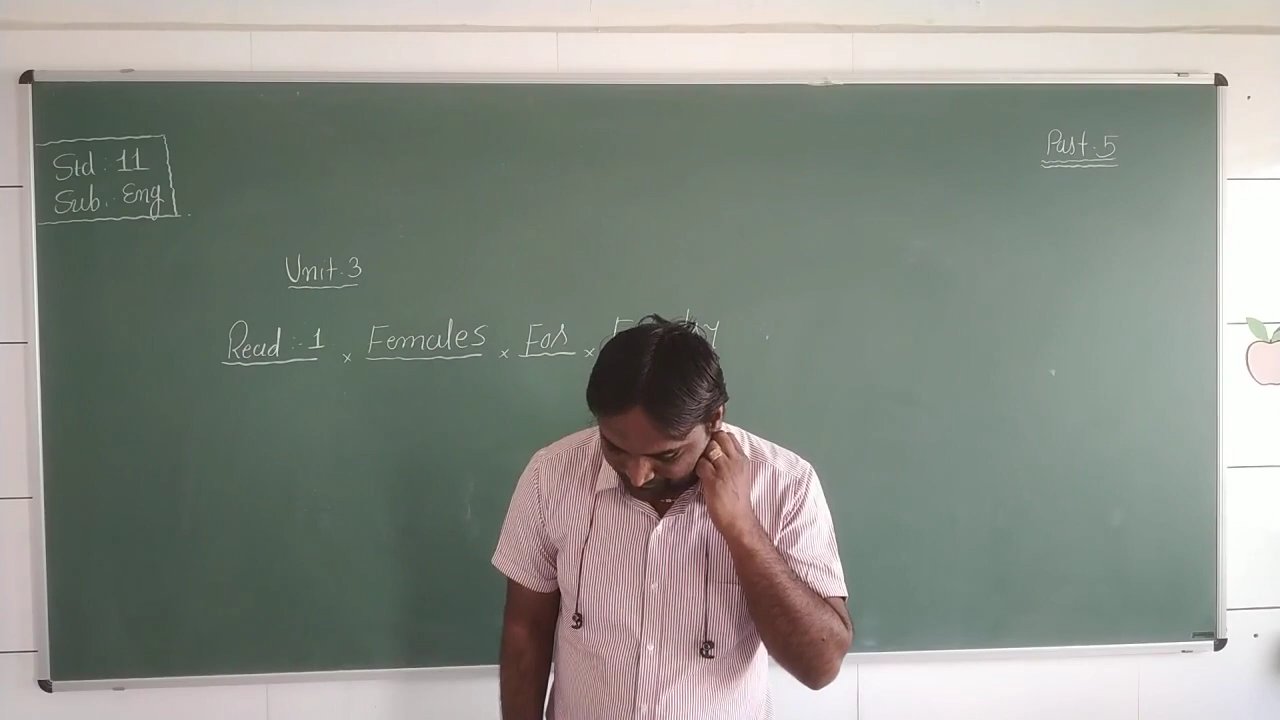 Std : 11
Sub. : Eng
Part. 5
Unit. 3
Read :- 1 x Females x For x